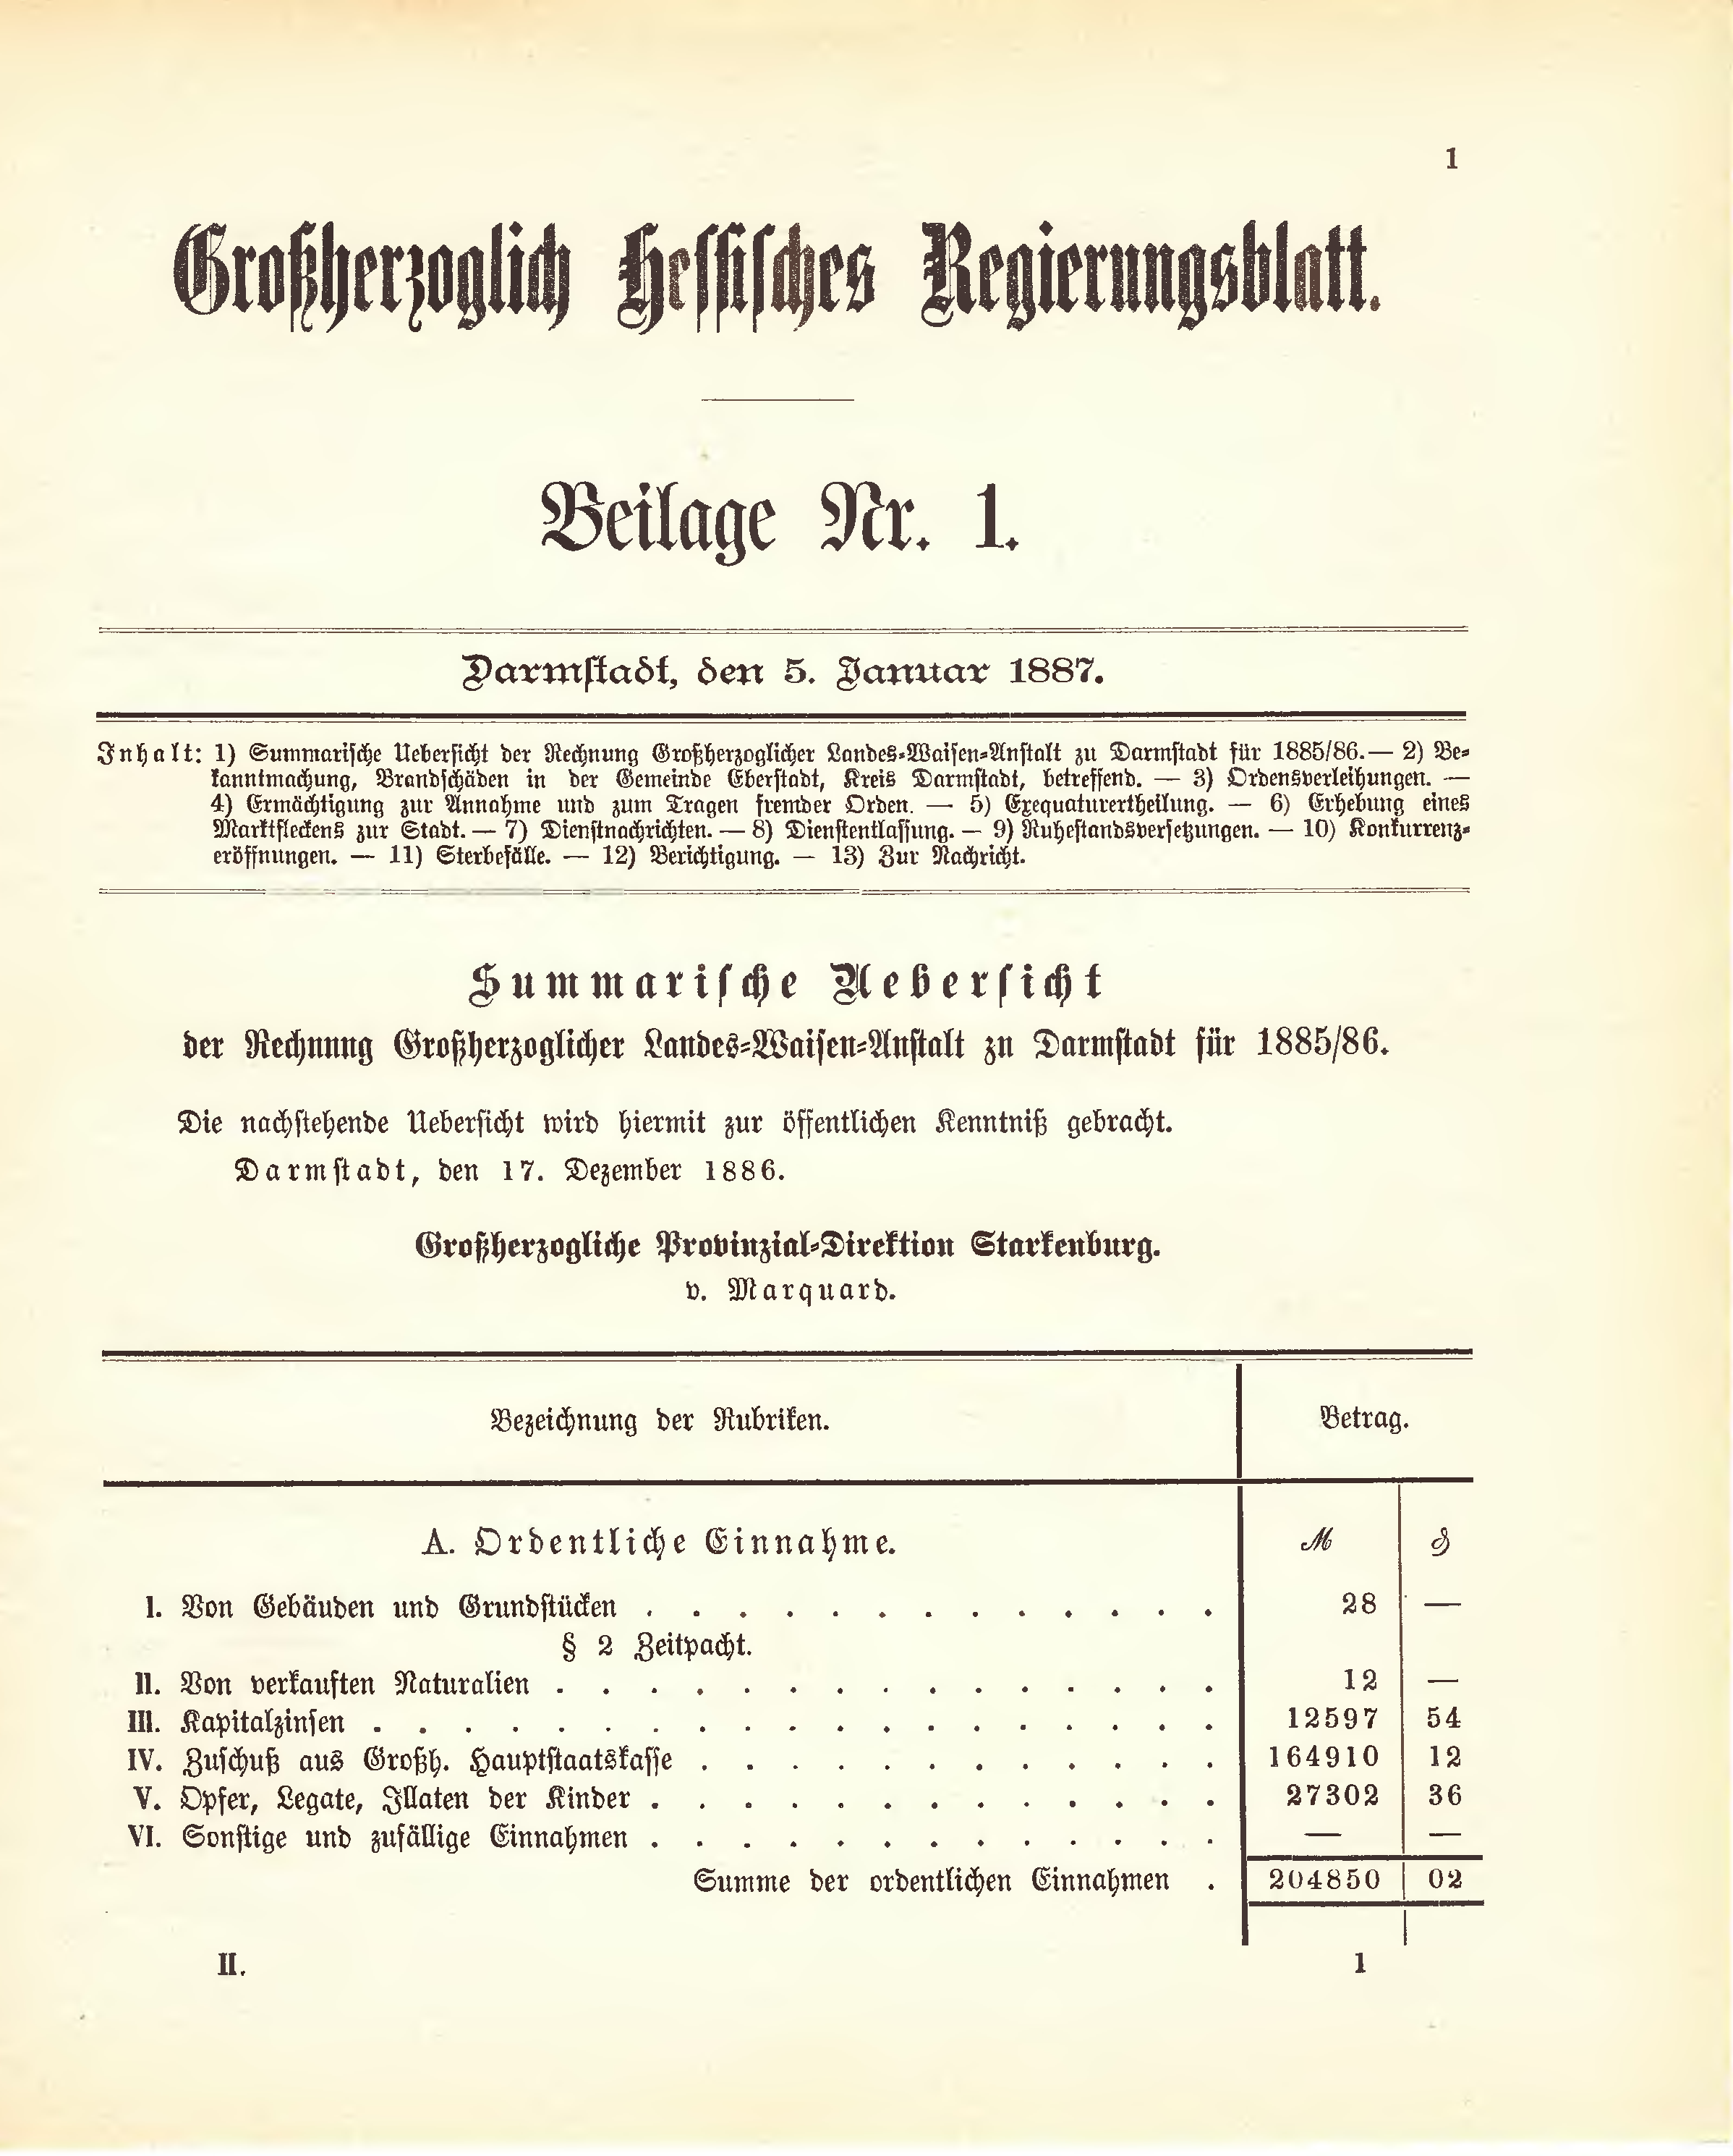 1
Großherzoglich Hessisches Regierungsblatt.
Beilage Nr. 1.
Darmstadt, den 5. Januar 1887.
Inhalt: 1) Summarische Uebersicht der Rechnung Großherzoglicher Landes-Waisen-Anstalt zu Darmstadt für 1885/86. — 2) Be-
kanntmachung, Brandschäden in der Gemeinde Eberstadt, Kreis Darmstadt, betreffend. — 3) Ordensverleihungen. —
4) Ermächtigung zur Annahme und zum Tragen fremder Orden. — 5) Exequaturertheilung. — 6) Erhebung eines
Marktfleckens zur Stadt. — 7) Dienstnachrichten. — 8) Dienstentlassung. — 9) Ruhestandsversetzungen. — 10) Konkurrenz-
eröffnungen. — 11) Sterbefälle. — 12) Berichtigung. — 13) Zur Nachricht.
Summarische Uebersicht
der Rechnung Großherzoglicher Landes-Waisen-Anstalt zu Darmstadt für 1885/86.
Die nachstehende Uebersicht wird hiermit zur öffentlichen Kenntniß gebracht.
Darmstadt, den 17. Dezember 1886.
Großherzogliche Provinzial-Direktion Starkenburg.
v. Marquard.
Bezeichnung der Rubriken. Betrag.
A. Ordentliche Einnahme. ℳ ₰
I. Von Gebäuden und Grundstücken . . . . . . . . . . . . . 28 —
§ 2 Zeitpacht.
II. Von verkauften Naturalien . . . . . . . . . . . . . . . 12 —
III. Kapitalzinsen . . . . . . . . . . . . . . . . . . . 12597 54
IV. Zuschuß aus Großh. Hauptstaatskasse . . . . . . . . . . . . 164910 12
V. Opfer, Legate, Illaten der Kinder . . . . . . . . . . . . . 27302 36
VI. Sonstige und zufällige Einnahmen . . . . . . . . . . . . . — —
Summe der ordentlichen Einnahmen . 204850 02
II. 1